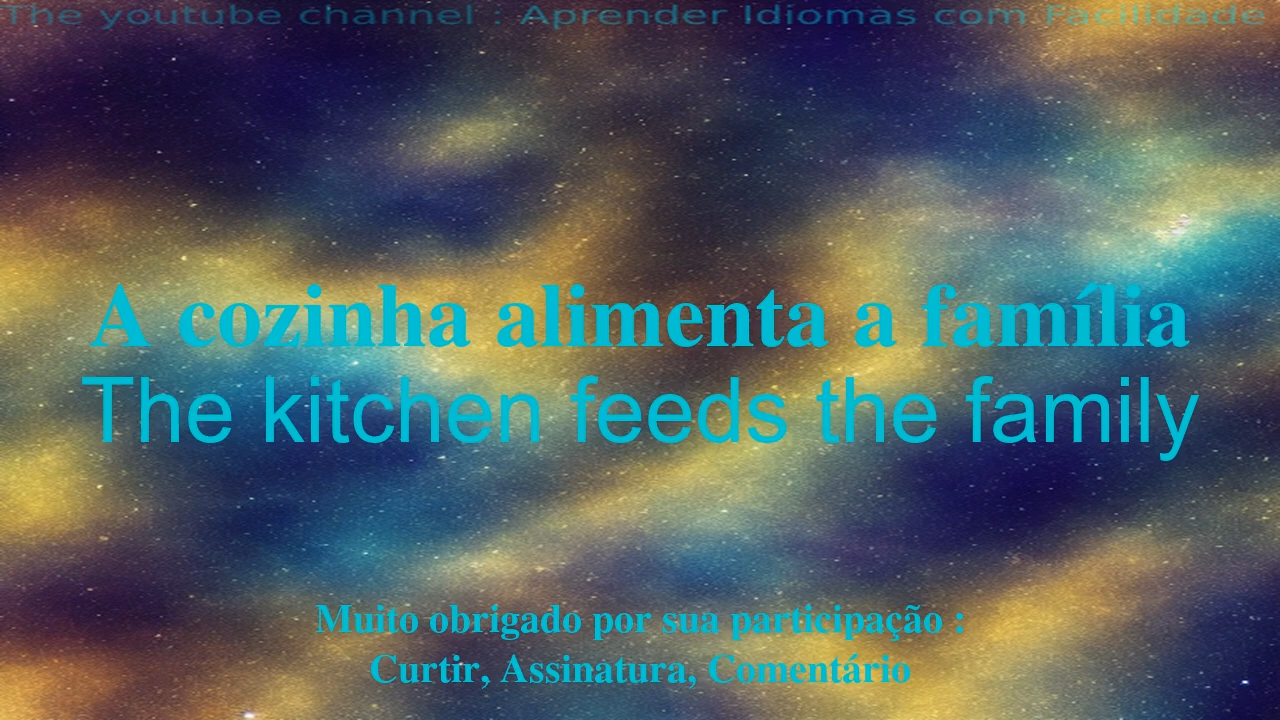 The youtube channel : Aprender Idiomas com Facilidade
A cozinha alimenta a família
The kitchen feeds the family
Muito obrigado por sua participação :
Curtir, Assinatura, Comentário